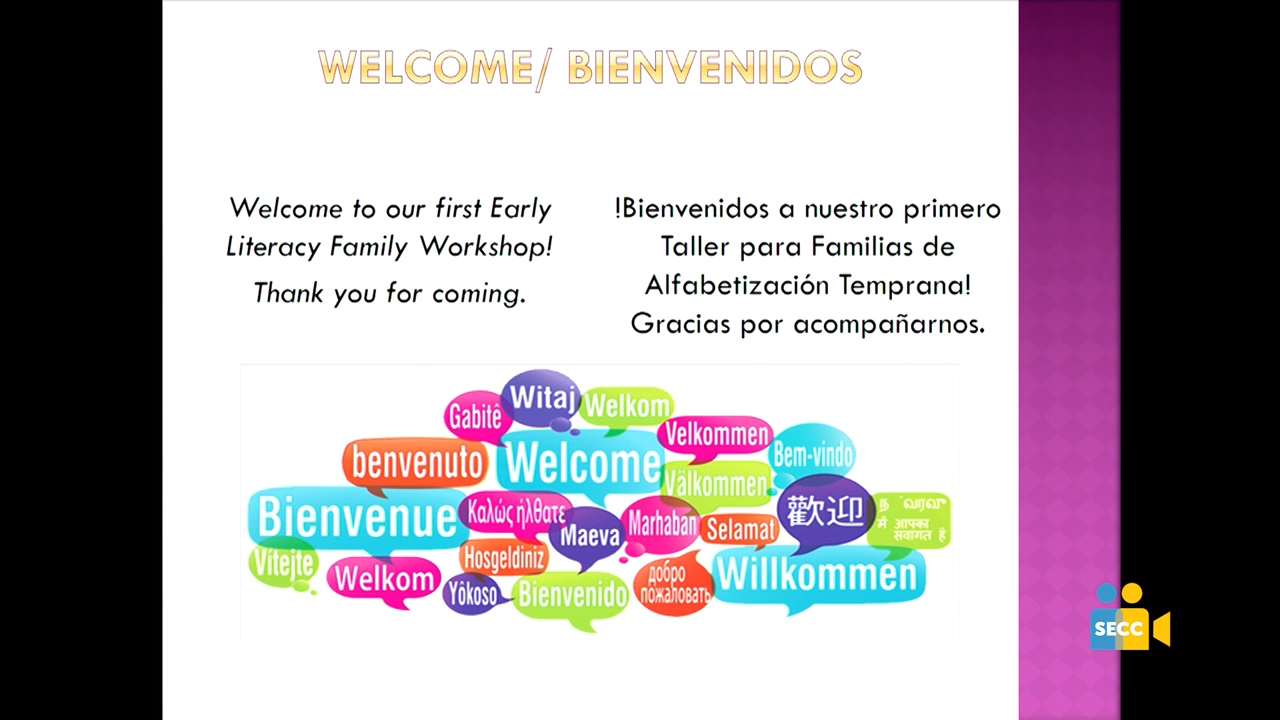 WELCOME/ BIENVENIDOS
Welcome to our first Early
Literacy Family Workshop!
Thank you for coming.
!Bienvenidos a nuestro primero
Taller para Familias de
Alfabetización Temprana!
Gracias por acompañarnos.
Witaj
Gabitê
Welkom
Velkommen
benvenuto
Welcome
Bem-vindo
Välkommen
Bienvenue
Καλώς ήλθατε
Maeva
Marhaban
Selamat
歡迎
आपका
Vítejte
Welkom
Hosgeldiniz
Yôkoso
Bienvenido
добро
пожаловать
Willkommen
SECC